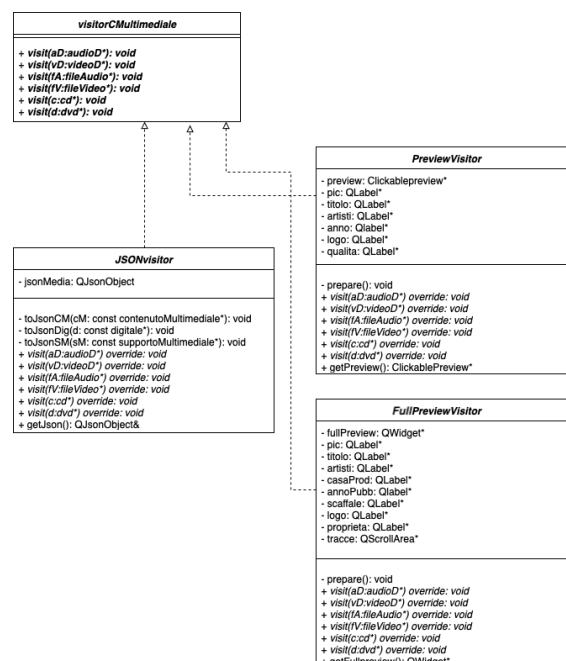 visitorCMultimediale
+ visit(aD:audioD*): void
+ visit(vD:videoD*): void
+ visit(fA:fileAudio*): void
+ visit(fV:fileVideo*): void
+ visit(c:cd*): void
+ visit(d:dvd*): void
PreviewVisitor
- preview: Clickablepreview*
- pic: QLabel*
- titolo: QLabel*
- artisti: QLabel*
- anno: Qlabel*
- logo: QLabel*
- qualita: QLabel*
- prepare(): void
+ visit(aD:audioD*) override: void
+ visit(vD:videoD*) override: void
+ visit(fA:fileAudio*) override: void
+ visit(fV:fileVideo*) override: void
+ visit(c:cd*) override: void
+ visit(d:dvd*) override: void
+ getPreview(): ClickablePreview*
JSONvisitor
- jsonMedia: QJsonObject
- toJsonCM(cM: const contenutoMultimediale*): void
- toJsonDig(d: const digitale*): void
- toJsonSM(sM: const supportoMultimediale*): void
+ visit(aD:audioD*) override: void
+ visit(vD:videoD*) override: void
+ visit(fA:fileAudio*) override: void
+ visit(fV:fileVideo*) override: void
+ visit(c:cd*) override: void
+ visit(d:dvd*) override: void
+ getJson(): QJsonObject&
FullPreviewVisitor
- fullPreview: QWidget*
- pic: QLabel*
- titolo: QLabel*
- artisti: QLabel*
- casaProd: QLabel*
- annoPubb: Qlabel*
- scaffale: QLabel*
- logo: QLabel*
- proprieta: QLabel*
- tracce: QScrollArea*
- prepare(): void
+ visit(aD:audioD*) override: void
+ visit(vD:videoD*) override: void
+ visit(fA:fileAudio*) override: void
+ visit(fV:fileVideo*) override: void
+ visit(c:cd*) override: void
+ visit(d:dvd*) override: void
+ getFullpreview(): QWidget*